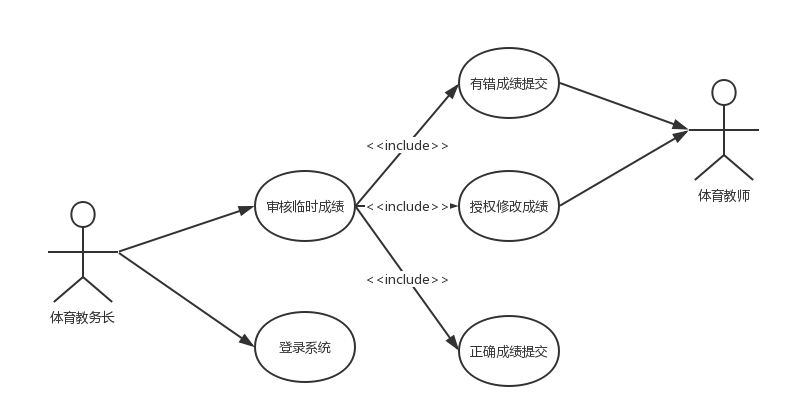 有错成绩提交
<<include>>
体育教师
审核临时成绩
<<include>>
授权修改成绩
<<include>>
体育教务长
登录系统
正确成绩提交